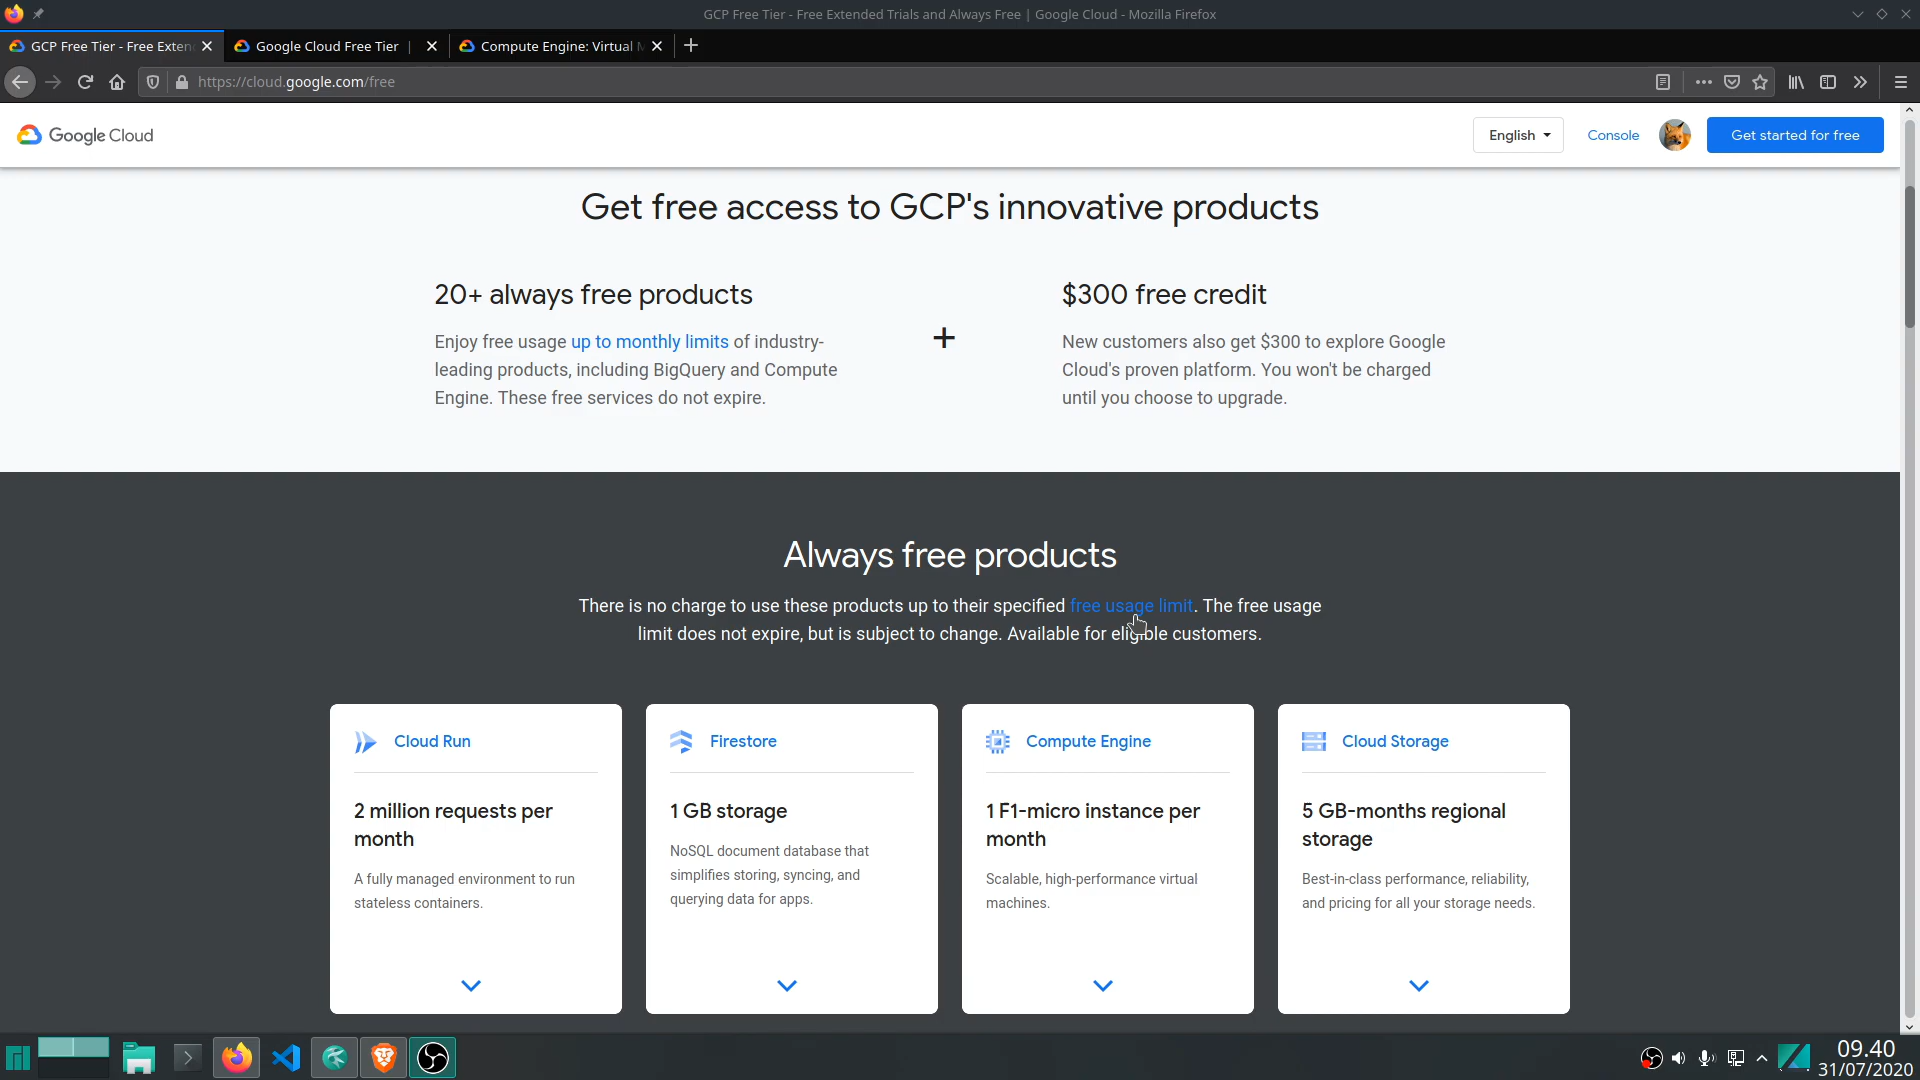 GCP Free Tier - Free Extended Trials and Always Free | Google Cloud - Mozilla Firefox
GCP Free Tier - Free Exten
Google Cloud Free Tier |
Compute Engine: Virtual M
https://cloud.google.com/free
Google Cloud
English
Console
Get started for free
Get free access to GCP's innovative products
20+ always free products
Enjoy free usage up to monthly limits of industry-
leading products, including BigQuery and Compute
Engine. These free services do not expire.
+
$300 free credit
New customers also get $300 to explore Google
Cloud's proven platform. You won't be charged
until you choose to upgrade.
Always free products
There is no charge to use these products up to their specified free usage limit. The free usage
limit does not expire, but is subject to change. Available for eligible customers.
Cloud Run
2 million requests per
month
A fully managed environment to run
stateless containers.
Firestore
1 GB storage
NoSQL document database that
simplifies storing, syncing, and
querying data for apps.
Compute Engine
1 F1-micro instance per
month
Scalable, high-performance virtual
machines.
Cloud Storage
5 GB-months regional
storage
Best-in-class performance, reliability,
and pricing for all your storage needs.
09.40
31/07/2020